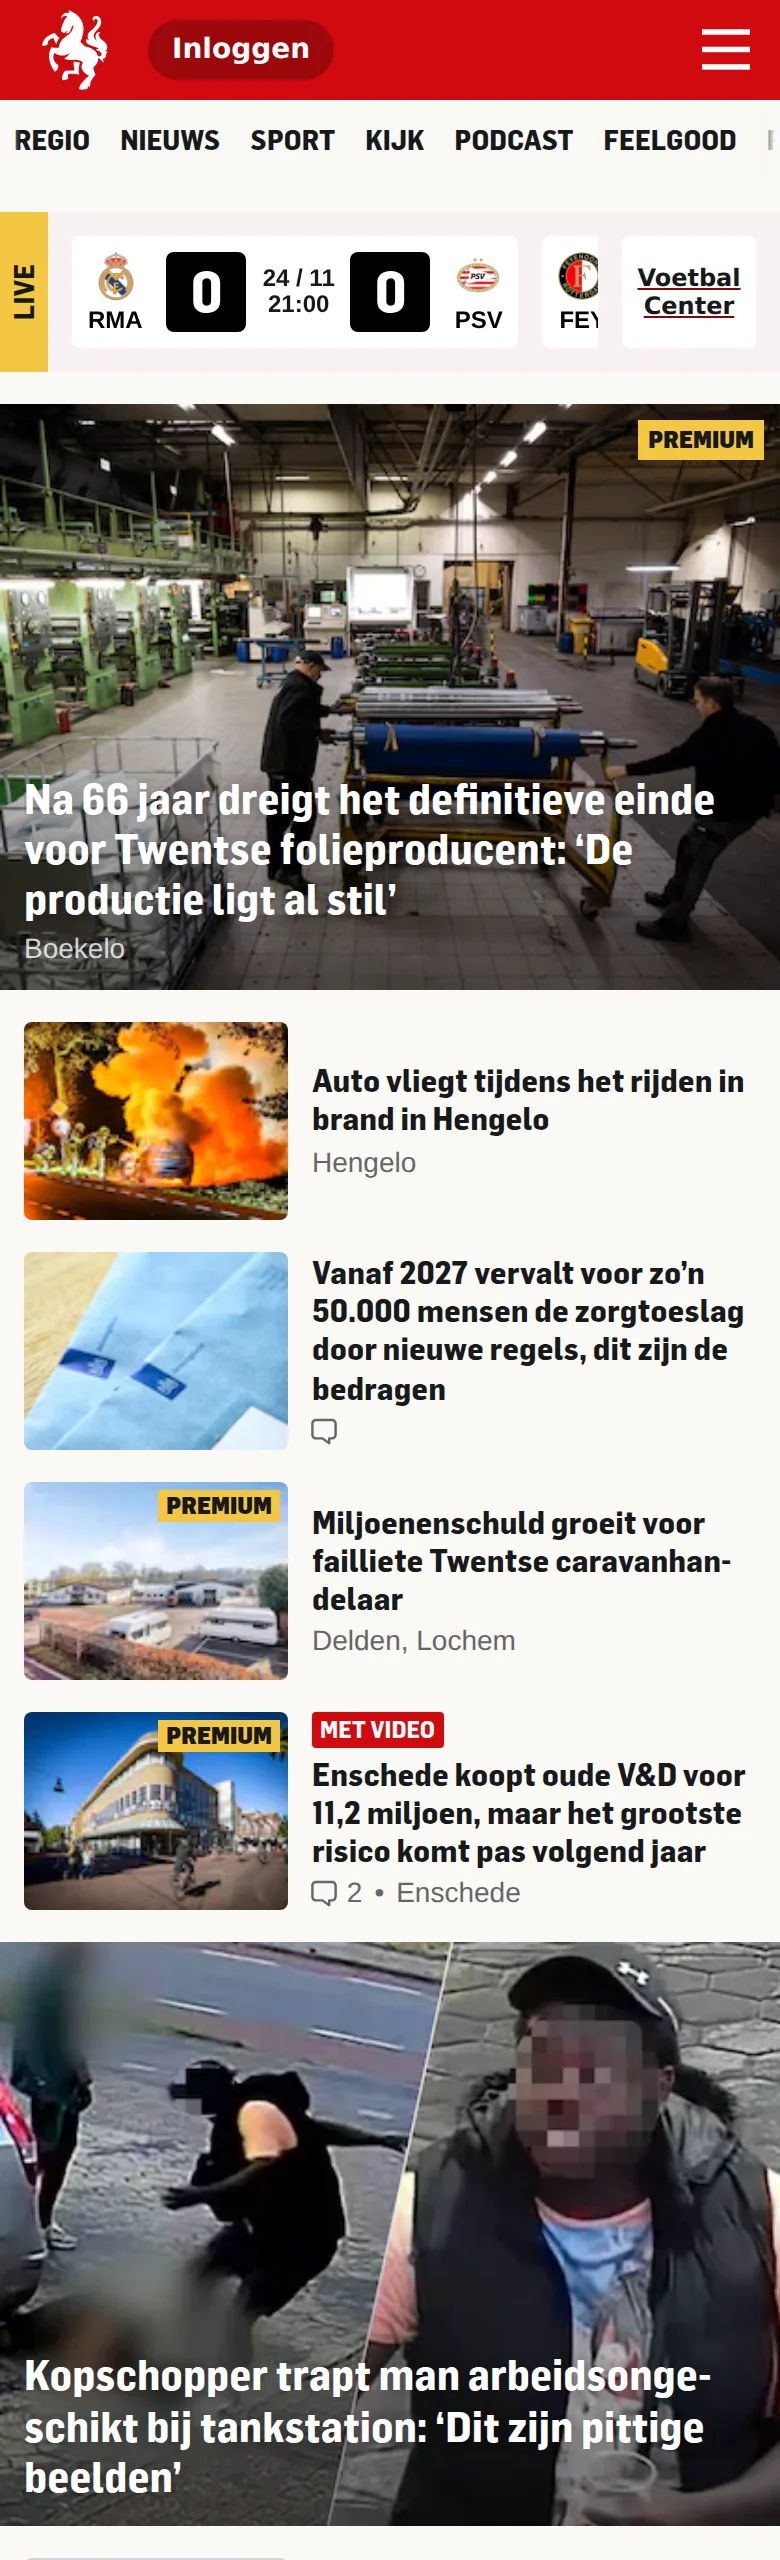 Inloggen
REGIO NIEUWS SPORT KIJK PODCAST FEELGOOD
LIVE
RMA
0
24 / 11
21:00
0
PSV
FEY
Voetbal
Center
PREMIUM
Na 66 jaar dreigt het definitieve einde
voor Twentse folieproducent: ‘De
productie ligt al stil’
Boekelo
Auto vliegt tijdens het rijden in
brand in Hengelo
Hengelo
Vanaf 2027 vervalt voor zo’n
50.000 mensen de zorgtoeslag
door nieuwe regels, dit zijn de
bedragen
PREMIUM
Miljoenenschuld groeit voor
failliete Twentse caravanhan-
delaar
Delden, Lochem
PREMIUM
MET VIDEO
Enschede koopt oude V&D voor
11,2 miljoen, maar het grootste
risico komt pas volgend jaar
2 • Enschede
Kopschopper trapt man arbeidsonge-
schikt bij tankstation: ‘Dit zijn pittige
beelden’